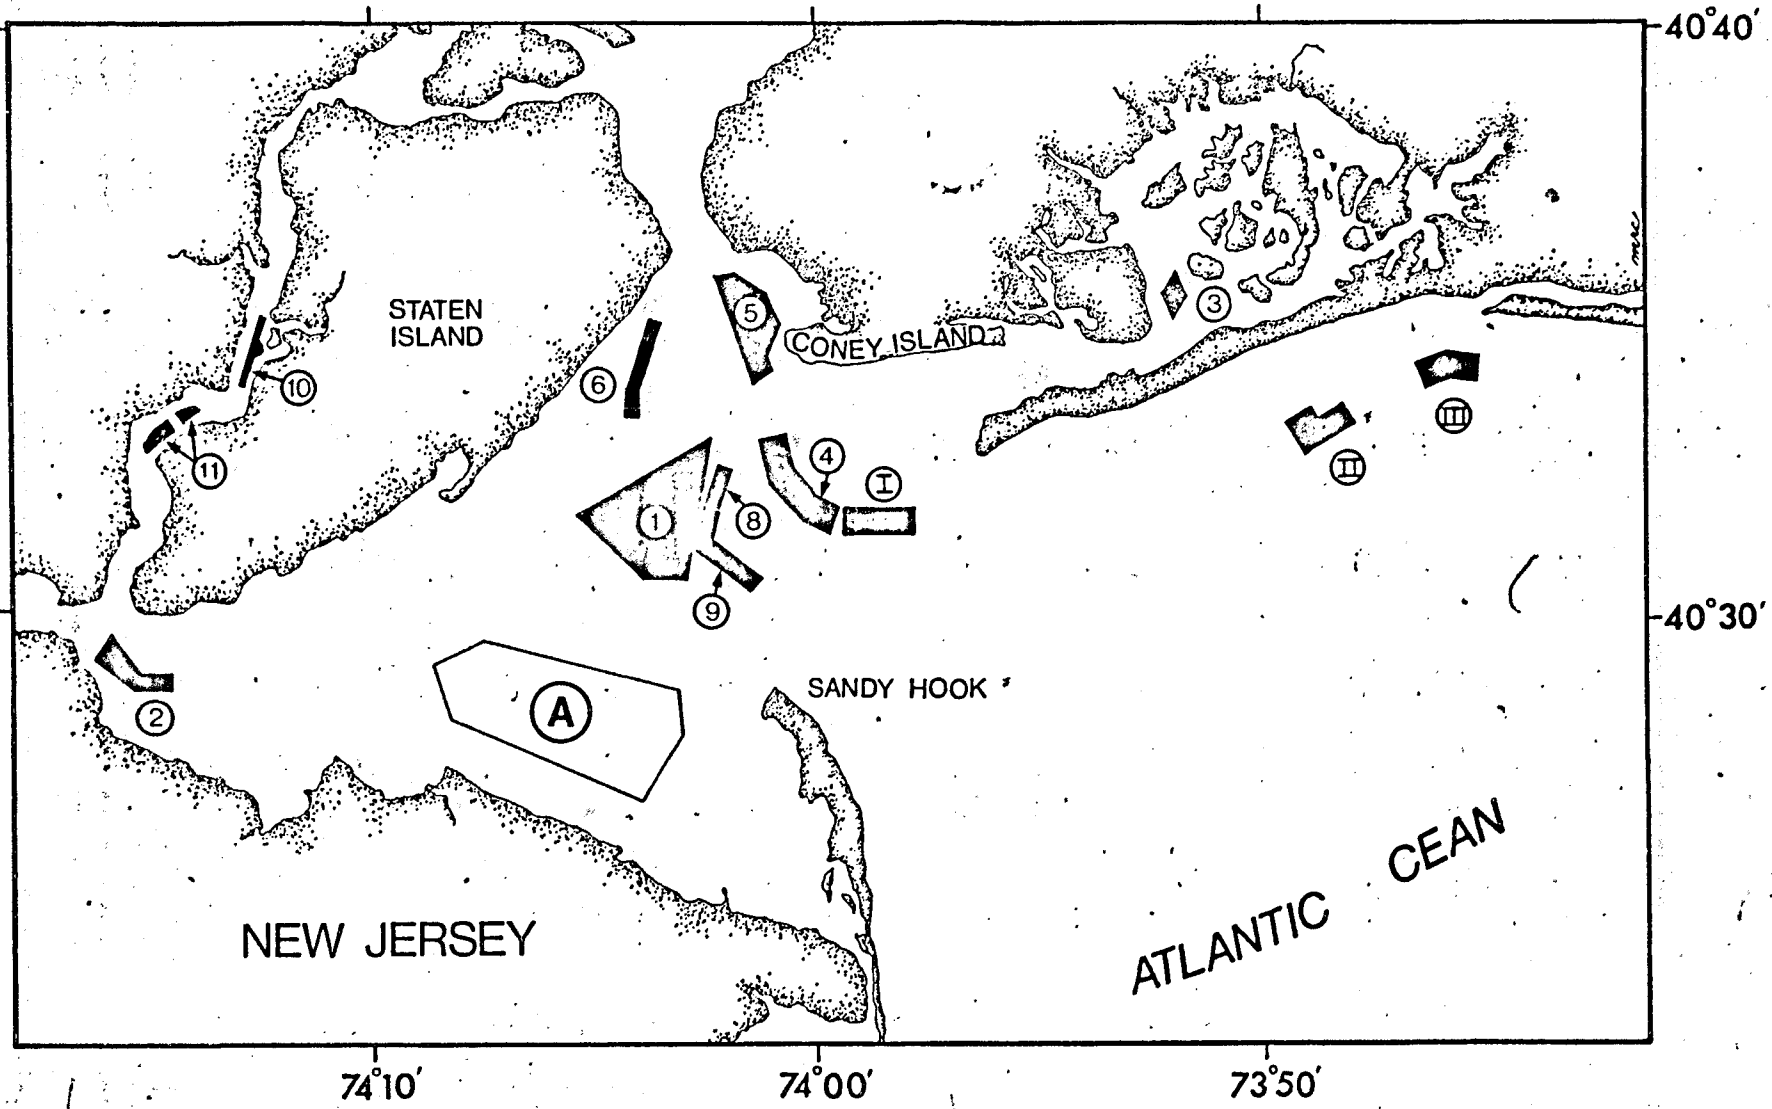 40°40'
mrc
STATEN
ISLAND
5
3
CONEY ISLAND
6
10
III
11
4
I
II
1
8
9
40°30'
2
A
SANDY HOOK
ATLANTIC CEAN
NEW JERSEY
74°10'
74°00'
73°50'